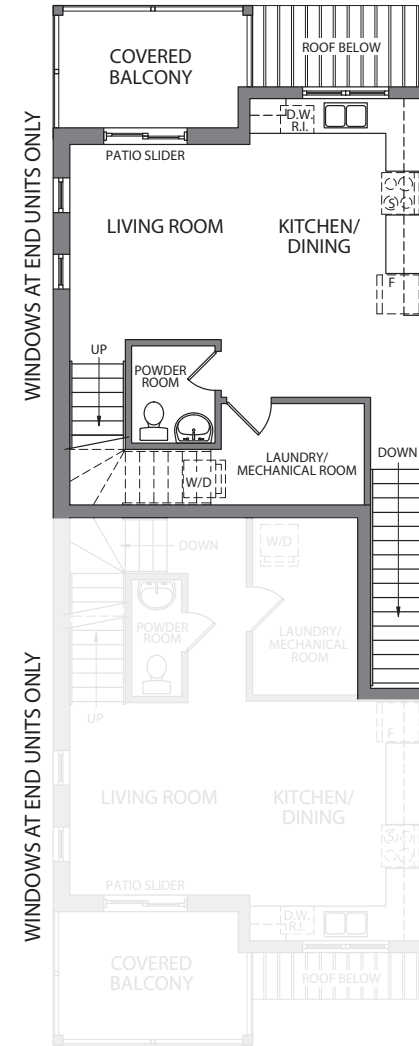 COVERED
BALCONY
ROOF BELOW
WINDOWS AT END UNITS ONLY
D.W.
R.I.
PATIO SLIDER
S
LIVING ROOM
KITCHEN/
DINING
F
UP
POWDER
ROOM
LAUNDRY/
MECHANICAL ROOM
DOWN
W/D
DOWN
W/D
POWDER
ROOM
LAUNDRY/
MECHANICAL
ROOM
WINDOWS AT END UNITS ONLY
UP
F
LIVING ROOM
KITCHEN/
DINING
S
PATIO SLIDER
D.W.
R.I.
COVERED
BALCONY
ROOF BELOW